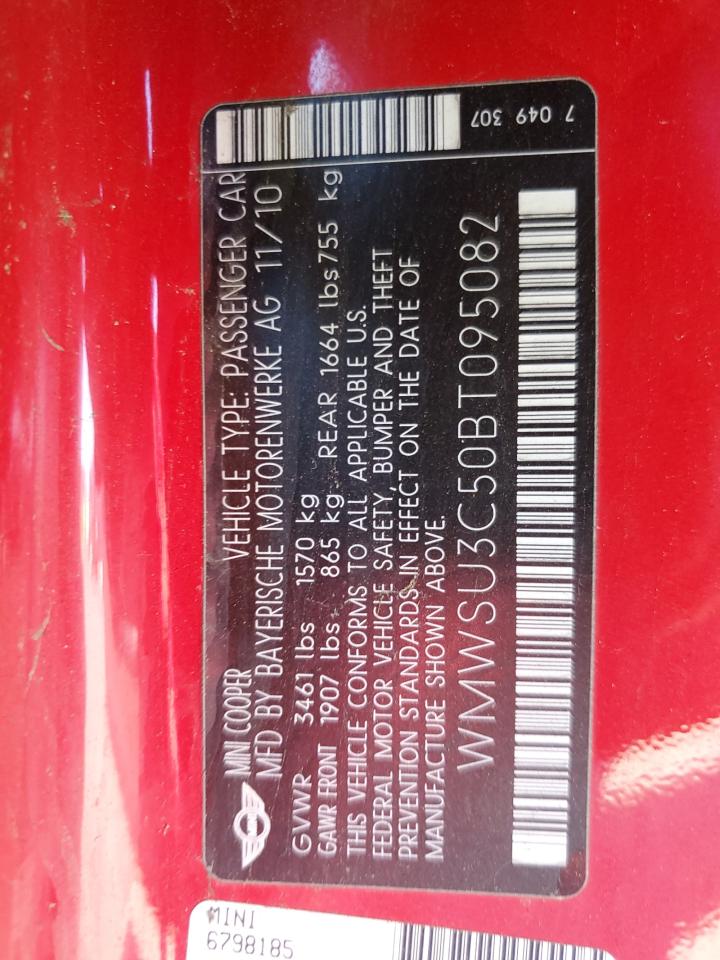 MINI COOPER VEHICLE TYPE: PASSENGER CAR
MFD BY BAYERISCHE MOTORENWERKE AG 11/10
GVWR 3461 lbs 1570 kg
GAWR FRONT 1907 lbs 865 kg REAR 1664 lbs 755 kg
THIS VEHICLE CONFORMS TO ALL APPLICABLE U.S.
FEDERAL MOTOR VEHICLE SAFETY, BUMPER AND THEFT
PREVENTION STANDARDS IN EFFECT ON THE DATE OF
MANUFACTURE SHOWN ABOVE.
WMWSU3C50BT095082
7 049 307
MINI
6798185